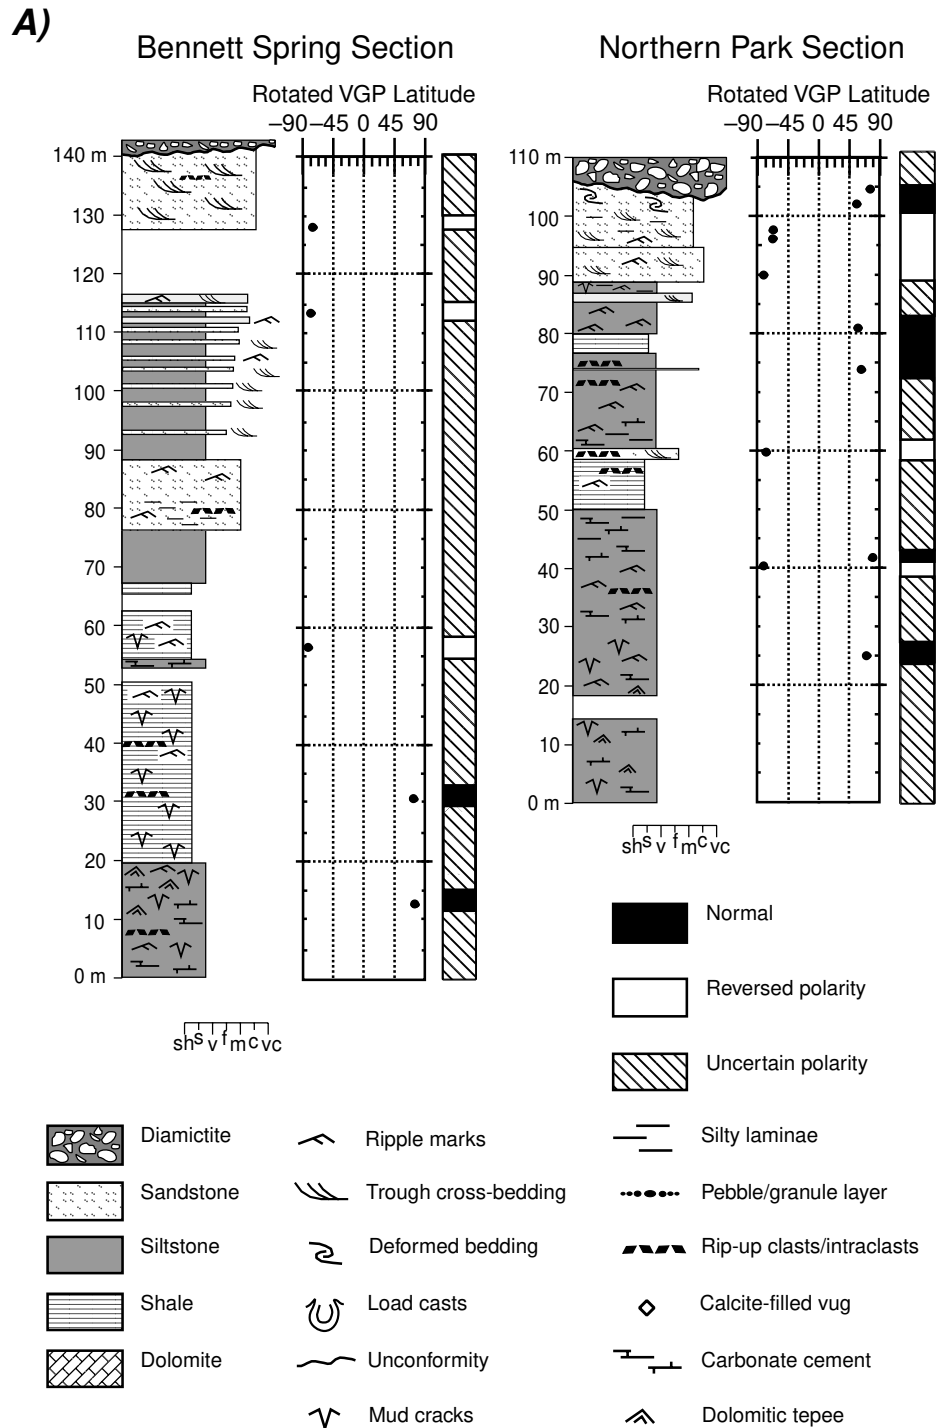 A)
Bennett Spring Section
Northern Park Section
Rotated VGP Latitude
–90 –45 0 45 90
140 m
130
120
110
100
90
80
70
60
50
40
30
20
10
0 m
sh s v f m c vc
Rotated VGP Latitude
–90 –45 0 45 90
110 m
100
90
80
70
60
50
40
30
20
10
0 m
sh s v f m c vc
Normal
Reversed polarity
Uncertain polarity
Diamictite
Ripple marks
Silty laminae
Sandstone
Trough cross-bedding
Pebble/granule layer
Siltstone
Deformed bedding
Rip-up clasts/intraclasts
Shale
Load casts
Calcite-filled vug
Dolomite
Unconformity
Carbonate cement
Mud cracks
Dolomitic tepee